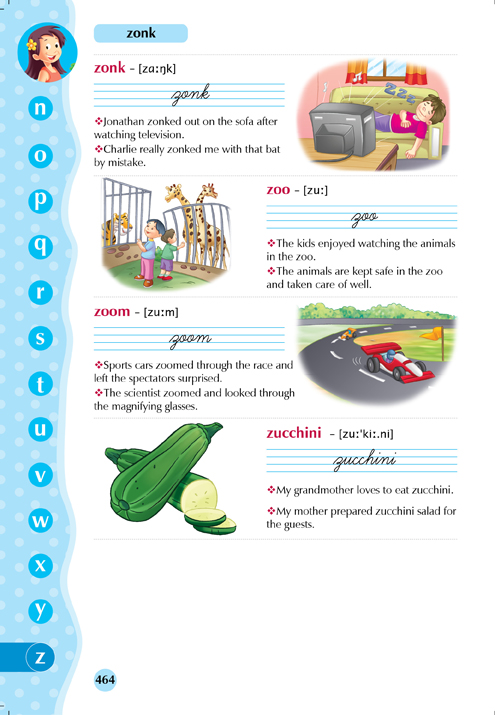 zonk
n
o
p
q
r
s
t
u
v
w
x
y
z
zonk – [zɑːŋk]
zonk
❖Jonathan zonked out on the sofa after
watching television.
❖Charlie really zonked me with that bat
by mistake.
zzz
zoo – [zuː]
zoo
❖The kids enjoyed watching the animals
in the zoo.
❖The animals are kept safe in the zoo
and taken care of well.
zoom – [zuːm]
zoom
❖Sports cars zoomed through the race and
left the spectators surprised.
❖The scientist zoomed and looked through
the magnifying glasses.
zucchini – [zuːˈkiː.ni]
zucchini
❖My grandmother loves to eat zucchini.
❖My mother prepared zucchini salad for
the guests.
464